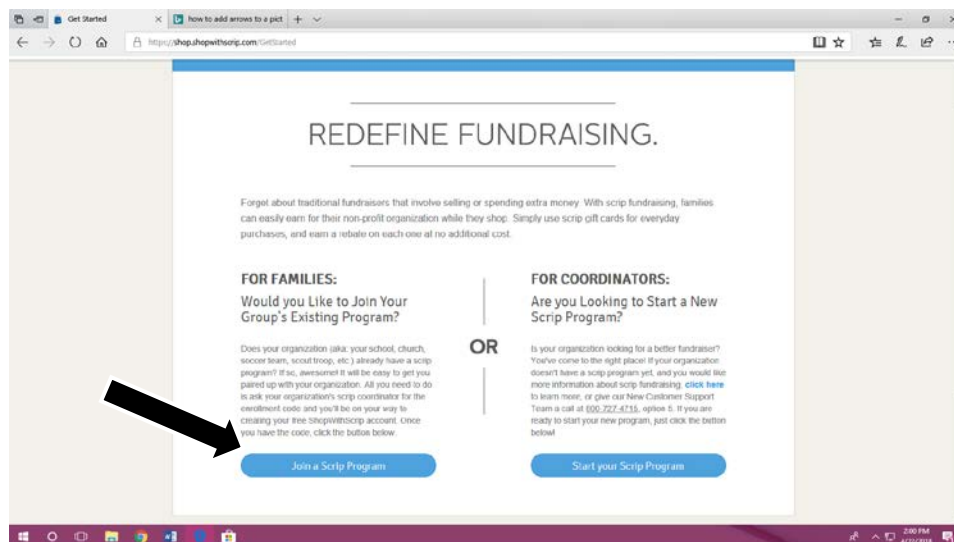 Get Started
how to add arrows to a pict
https://shop.shopwithscrip.com/GetStarted
REDEFINE FUNDRAISING.
Forget about traditional fundraisers that involve selling or spending extra money. With scrip fundraising, families
can easily earn for their non-profit organization while they shop. Simply use scrip gift cards for everyday
purchases, and earn a rebate on each one at no additional cost.
FOR FAMILIES:
Would you Like to Join Your
Group's Existing Program?
Does your organization (aka: your school, church,
soccer team, scout troop, etc.) already have a scrip
program? If so, awesome! It will be easy to get you
paired up with your organization. All you need to do
is ask your organization's scrip coordinator for the
enrollment code and you'll be on your way to
creating your free ShopWithScrip account. Once
you have the code, click the button below.
Join a Scrip Program
OR
FOR COORDINATORS:
Are you Looking to Start a New
Scrip Program?
Is your organization looking for a better fundraiser?
You've come to the right place! If your organization
doesn't have a scrip program yet, and you would like
more information about scrip fundraising, click here
to learn more, or give our New Customer Support
Team a call at 800-727-4715, option 5. If you are
ready to start your new program, just click the button
below!
Start your Scrip Program
2:00 PM